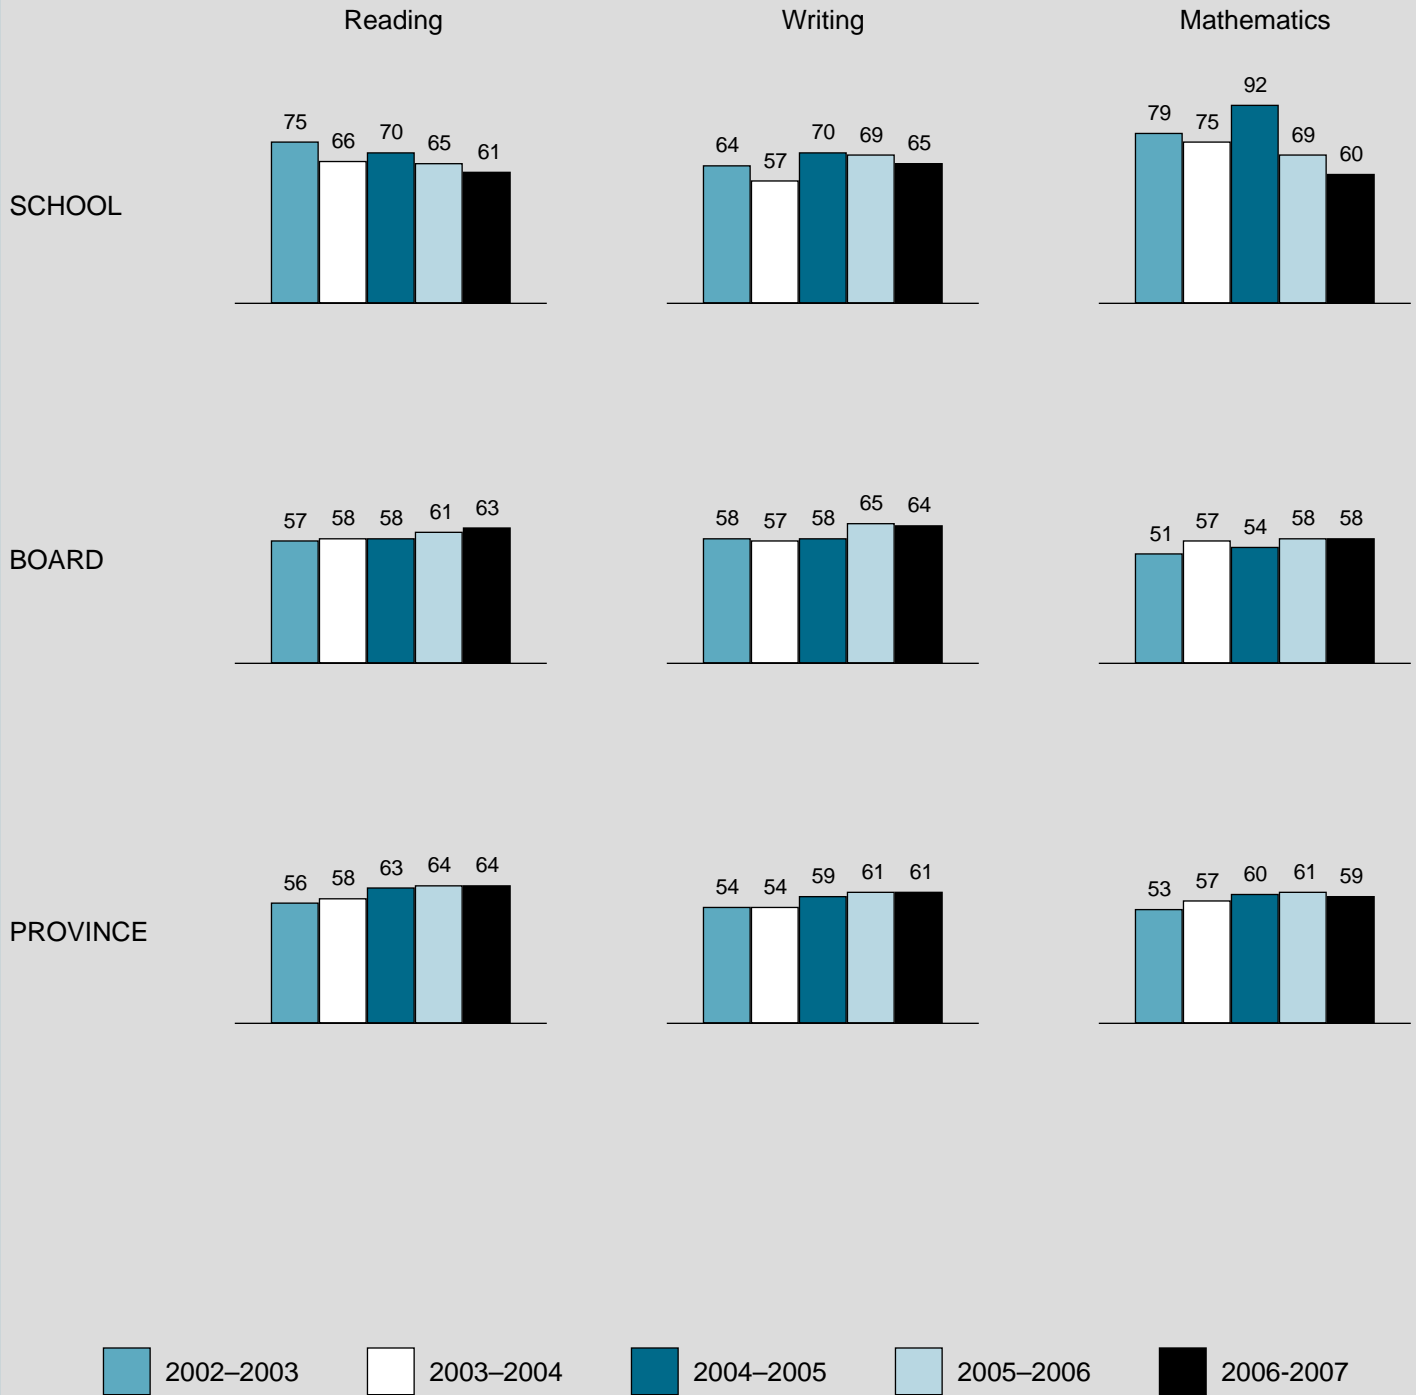 Reading Writing Mathematics
SCHOOL
75 66 70 65 61
64 57 70 69 65
79 75 92 69 60
BOARD
57 58 58 61 63
58 57 58 65 64
51 57 54 58 58
PROVINCE
56 58 63 64 64
54 54 59 61 61
53 57 60 61 59
2002–2003 2003–2004 2004–2005 2005–2006 2006-2007